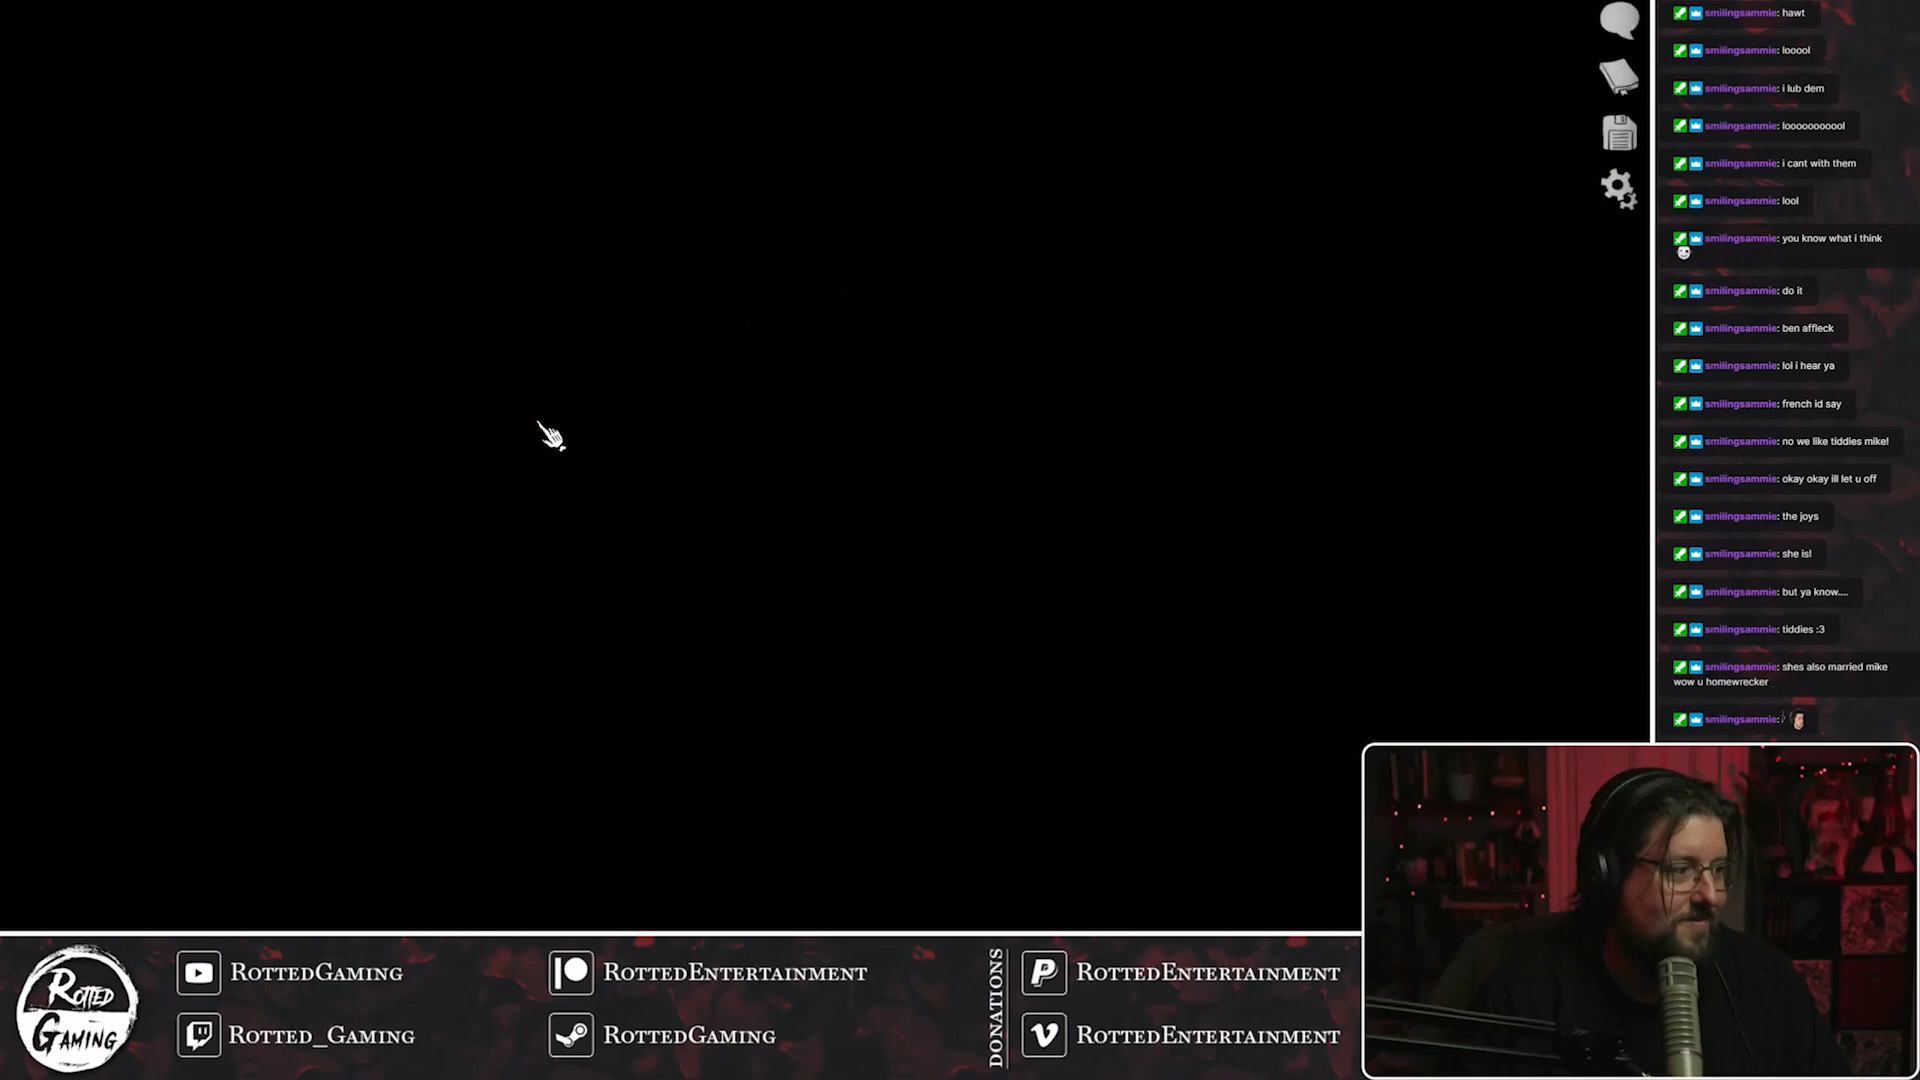 smilingsammie: hawt
smilingsammie: looool
smilingsammie: i lub dem
smilingsammie: loooooooooool
smilingsammie: i cant with them
smilingsammie: lool
smilingsammie: you know what i think
smilingsammie: do it
smilingsammie: ben affleck
smilingsammie: lol i hear ya
smilingsammie: french id say
smilingsammie: no we like tiddies mike!
smilingsammie: okay okay ill let u off
smilingsammie: the joys
smilingsammie: she is!
smilingsammie: but ya know....
smilingsammie: tiddies :3
smilingsammie: shes also married mike
wow u homewrecker
smilingsammie:
Rotted
Gaming
RottedGaming
Rotted_Gaming
RottedEntertainment
RottedGaming
DONATIONS
RottedEntertainment
RottedEntertainment